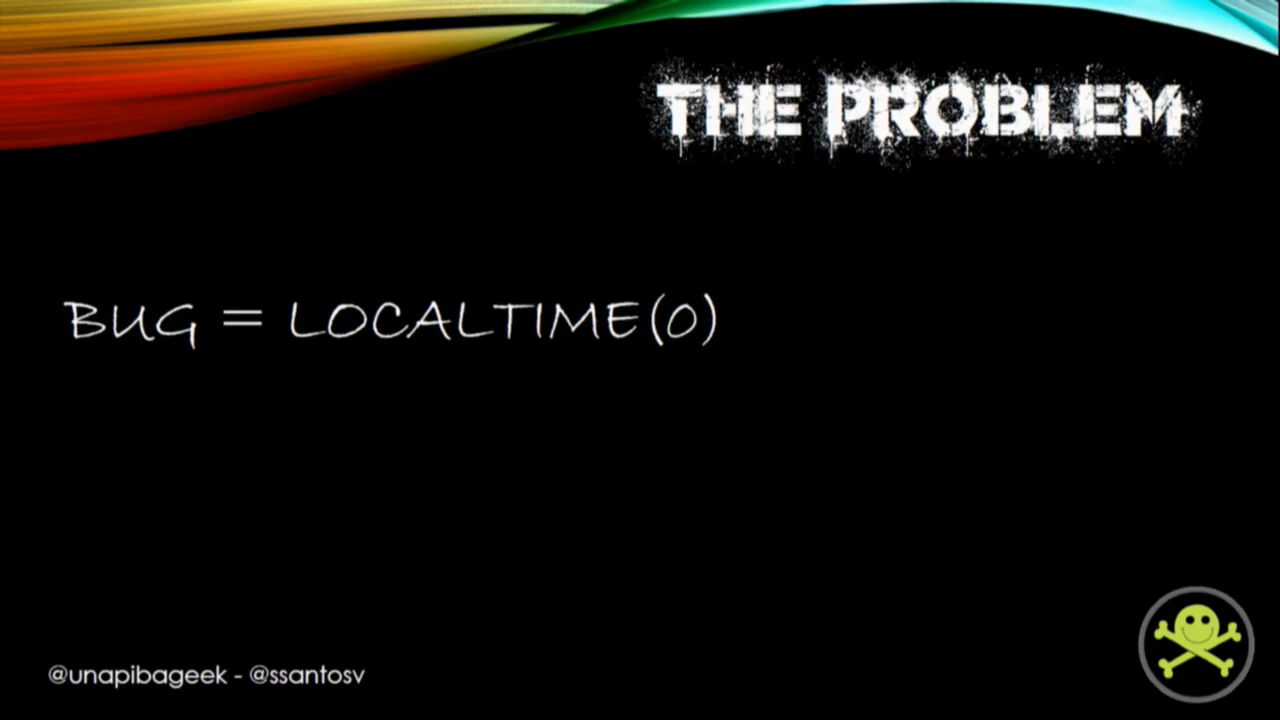 THE PROBLEM
BUG = LOCALTIME(0)
@unapibageek - @ssantosv